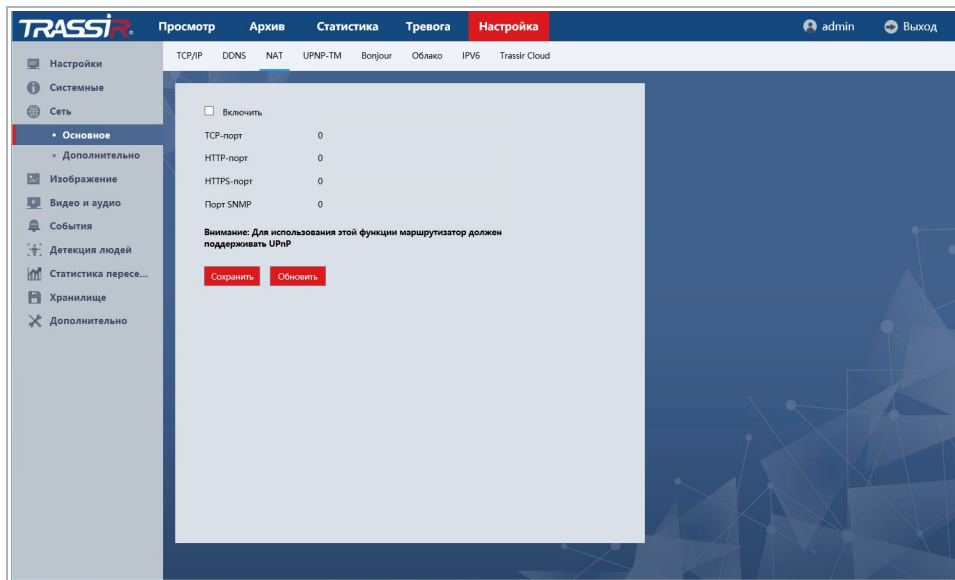 TRASSIR
Просмотр Архив Статистика Тревога Настройка admin Выход
TCP/IP DDNS NAT UPNP-TM Bonjour Облако IPV6 Trassir Cloud
Настройки
Системные
Сеть
• Основное
• Дополнительно
Изображение
Видео и аудио
События
Детекция людей
Статистика пересе...
Хранилище
Дополнительно
Включить
TCP-порт 0
HTTP-порт 0
HTTPS-порт 0
Порт SNMP 0
Внимание: Для использования этой функции маршрутизатор должен
поддерживать UPnP
Сохранить Обновить